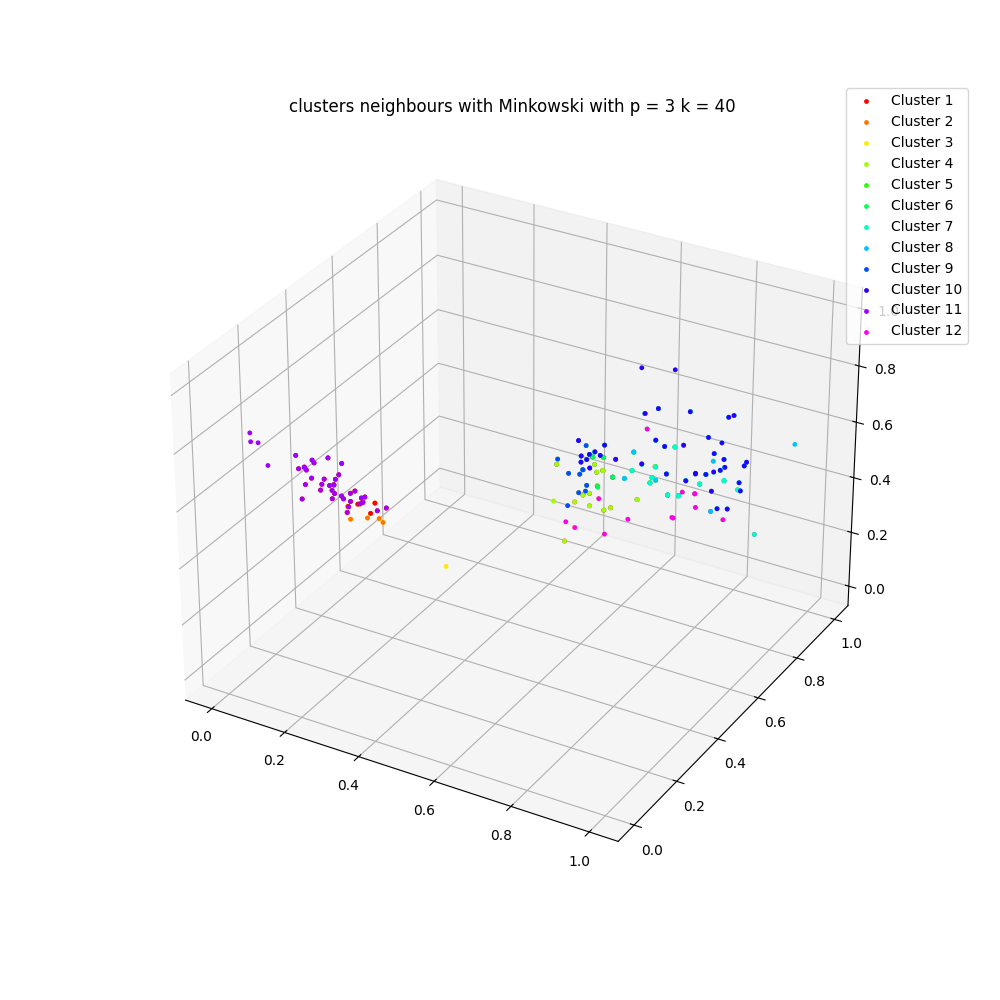 clusters neighbours with Minkowski with p = 3 k = 40
Cluster 1
Cluster 2
Cluster 3
Cluster 4
Cluster 5
Cluster 6
Cluster 7
Cluster 8
Cluster 9
Cluster 10
Cluster 11
Cluster 12
0.8
0.6
0.4
0.2
0.0
1.0
0.8
0.6
0.4
0.2
0.0
0.0
0.2
0.4
0.6
0.8
1.0